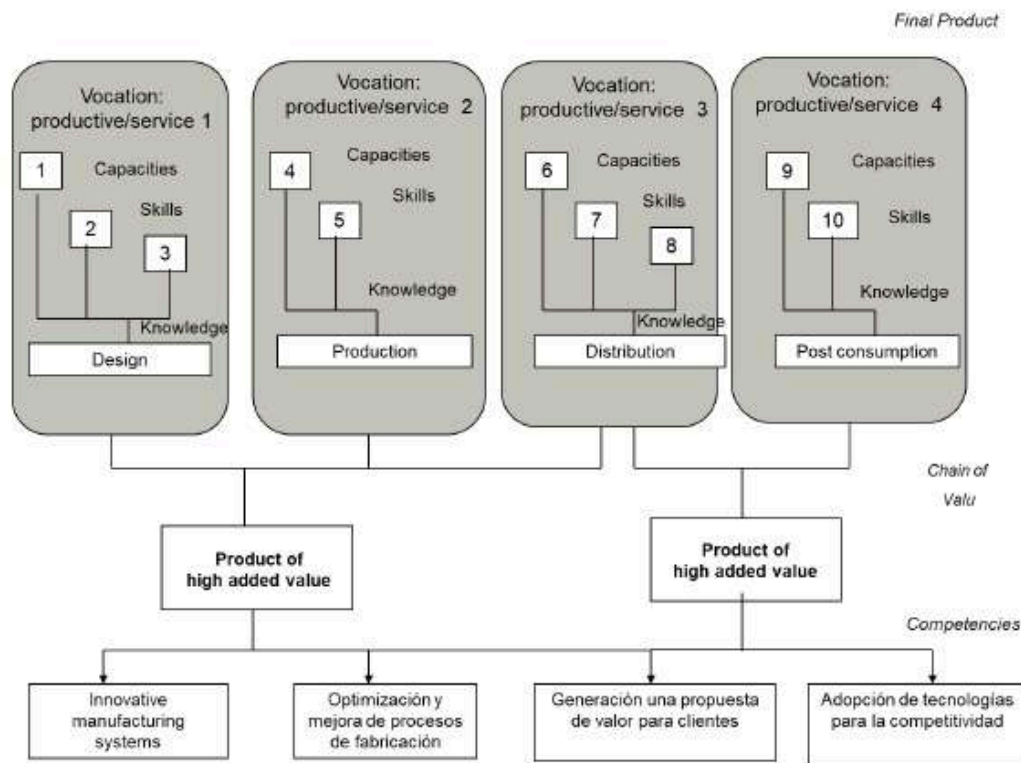 Final Product
Vocation:
productive/service 1
1
Capacities
Skills
2
3
Knowledge
Design
Vocation:
productive/service 2
4
Capacities
Skills
5
Knowledge
Production
Vocation:
productive/service 3
6
Capacities
7
Skills
8
Knowledge
Distribution
Vocation:
productive/service 4
9
Capacities
10
Skills
Knowledge
Post consumption
Chain of
Valu
Product of
high added value
Product of
high added value
Competencies
Innovative
manufacturing
systems
Optimización y
mejora de procesos
de fabricación
Generación una propuesta
de valor para clientes
Adopción de tecnologías
para la competitividad